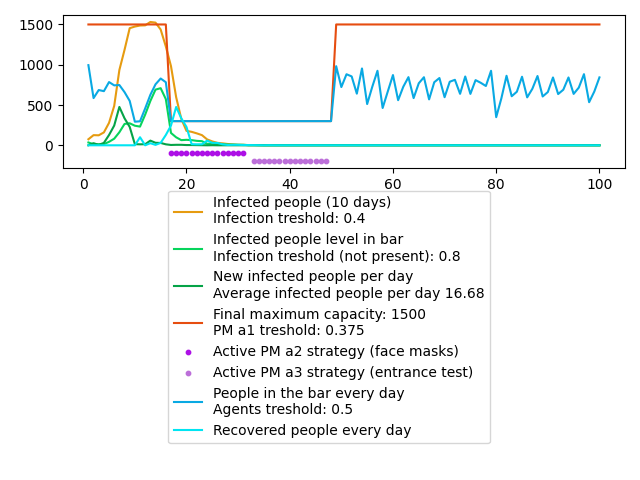 1500
1000
500
0
0
20
40
60
80
100
Infected people (10 days)
Infection treshold: 0.4
Infected people level in bar
Infection treshold (not present): 0.8
New infected people per day
Average infected people per day 16.68
Final maximum capacity: 1500
PM a1 treshold: 0.375
Active PM a2 strategy (face masks)
Active PM a3 strategy (entrance test)
People in the bar every day
Agents treshold: 0.5
Recovered people every day